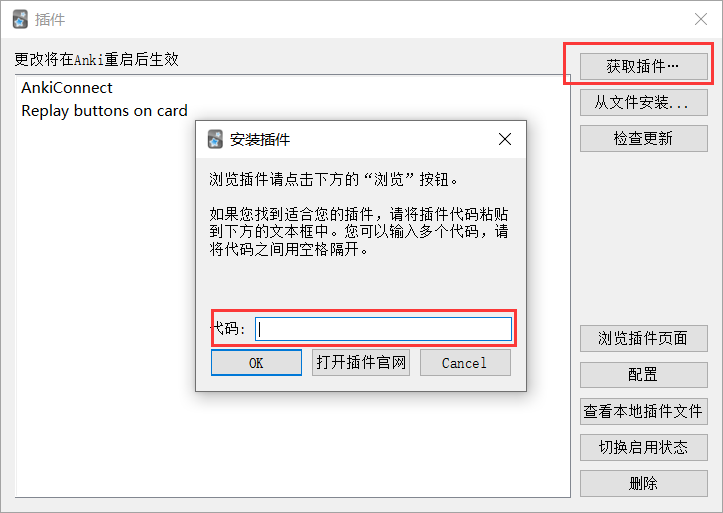 插件
更改将在Anki重启后生效
AnkiConnect
Replay buttons on card
获取插件…
从文件安装...
检查更新
安装插件
浏览插件请点击下方的“浏览”按钮。
如果您找到适合您的插件，请将插件代码粘贴
到下方的文本框中。您可以输入多个代码，请
将代码之间用空格隔开。
代码:
OK
打开插件官网
Cancel
浏览插件页面
配置
查看本地插件文件
切换启用状态
删除